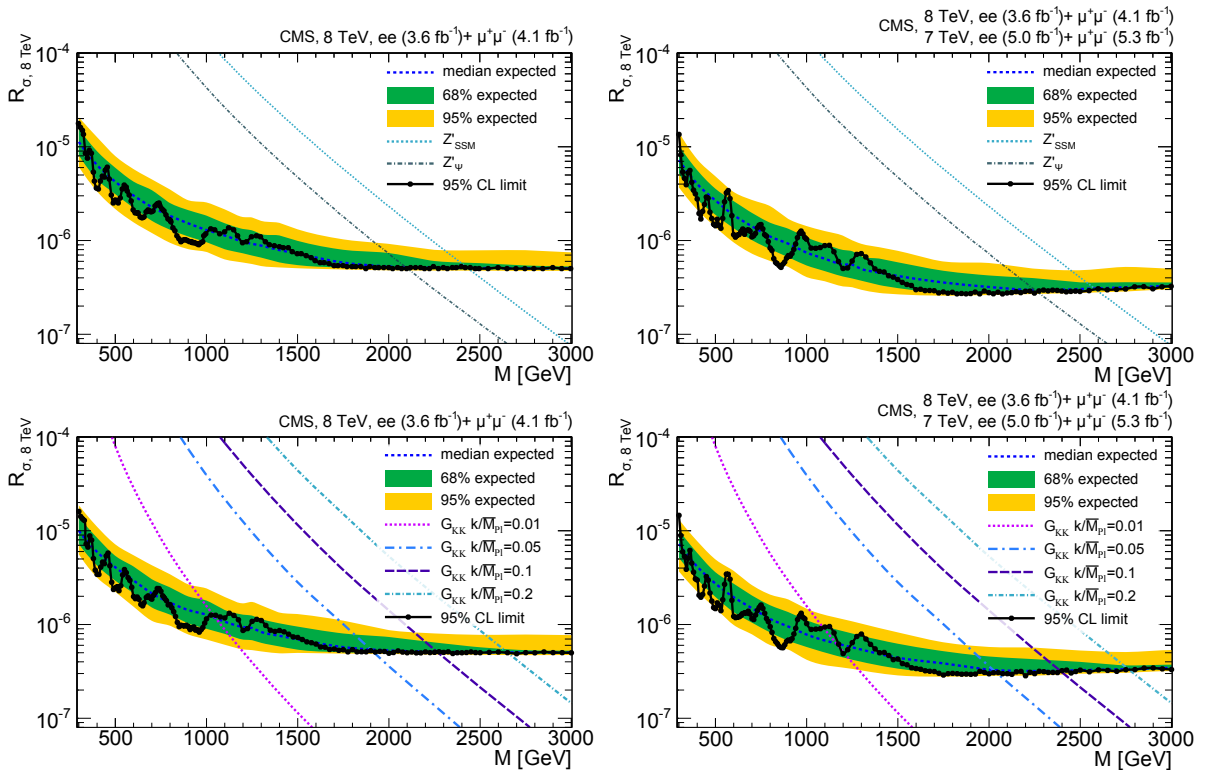 CMS, 8 TeV, ee (3.6 fb⁻¹)+ μ⁺μ⁻ (4.1 fb⁻¹)
R_σ, 8 TeV
10⁻⁴
10⁻⁵
10⁻⁶
10⁻⁷
median expected
68% expected
95% expected
Z'_SSM
Z'_Ψ
95% CL limit
500 1000 1500 2000 2500 3000
M [GeV]
8 TeV, ee (3.6 fb⁻¹)+ μ⁺μ⁻ (4.1 fb⁻¹)
CMS,
7 TeV, ee (5.0 fb⁻¹)+ μ⁺μ⁻ (5.3 fb⁻¹)
R_σ, 8 TeV
10⁻⁴
10⁻⁵
10⁻⁶
10⁻⁷
median expected
68% expected
95% expected
Z'_SSM
Z'_Ψ
95% CL limit
500 1000 1500 2000 2500 3000
M [GeV]
CMS, 8 TeV, ee (3.6 fb⁻¹)+ μ⁺μ⁻ (4.1 fb⁻¹)
R_σ, 8 TeV
10⁻⁴
10⁻⁵
10⁻⁶
10⁻⁷
median expected
68% expected
95% expected
G_KK k/M̅_Pl=0.01
G_KK k/M̅_Pl=0.05
G_KK k/M̅_Pl=0.1
G_KK k/M̅_Pl=0.2
95% CL limit
500 1000 1500 2000 2500 3000
M [GeV]
8 TeV, ee (3.6 fb⁻¹)+ μ⁺μ⁻ (4.1 fb⁻¹)
CMS,
7 TeV, ee (5.0 fb⁻¹)+ μ⁺μ⁻ (5.3 fb⁻¹)
R_σ, 8 TeV
10⁻⁴
10⁻⁵
10⁻⁶
10⁻⁷
median expected
68% expected
95% expected
G_KK k/M̅_Pl=0.01
G_KK k/M̅_Pl=0.05
G_KK k/M̅_Pl=0.1
G_KK k/M̅_Pl=0.2
95% CL limit
500 1000 1500 2000 2500 3000
M [GeV]